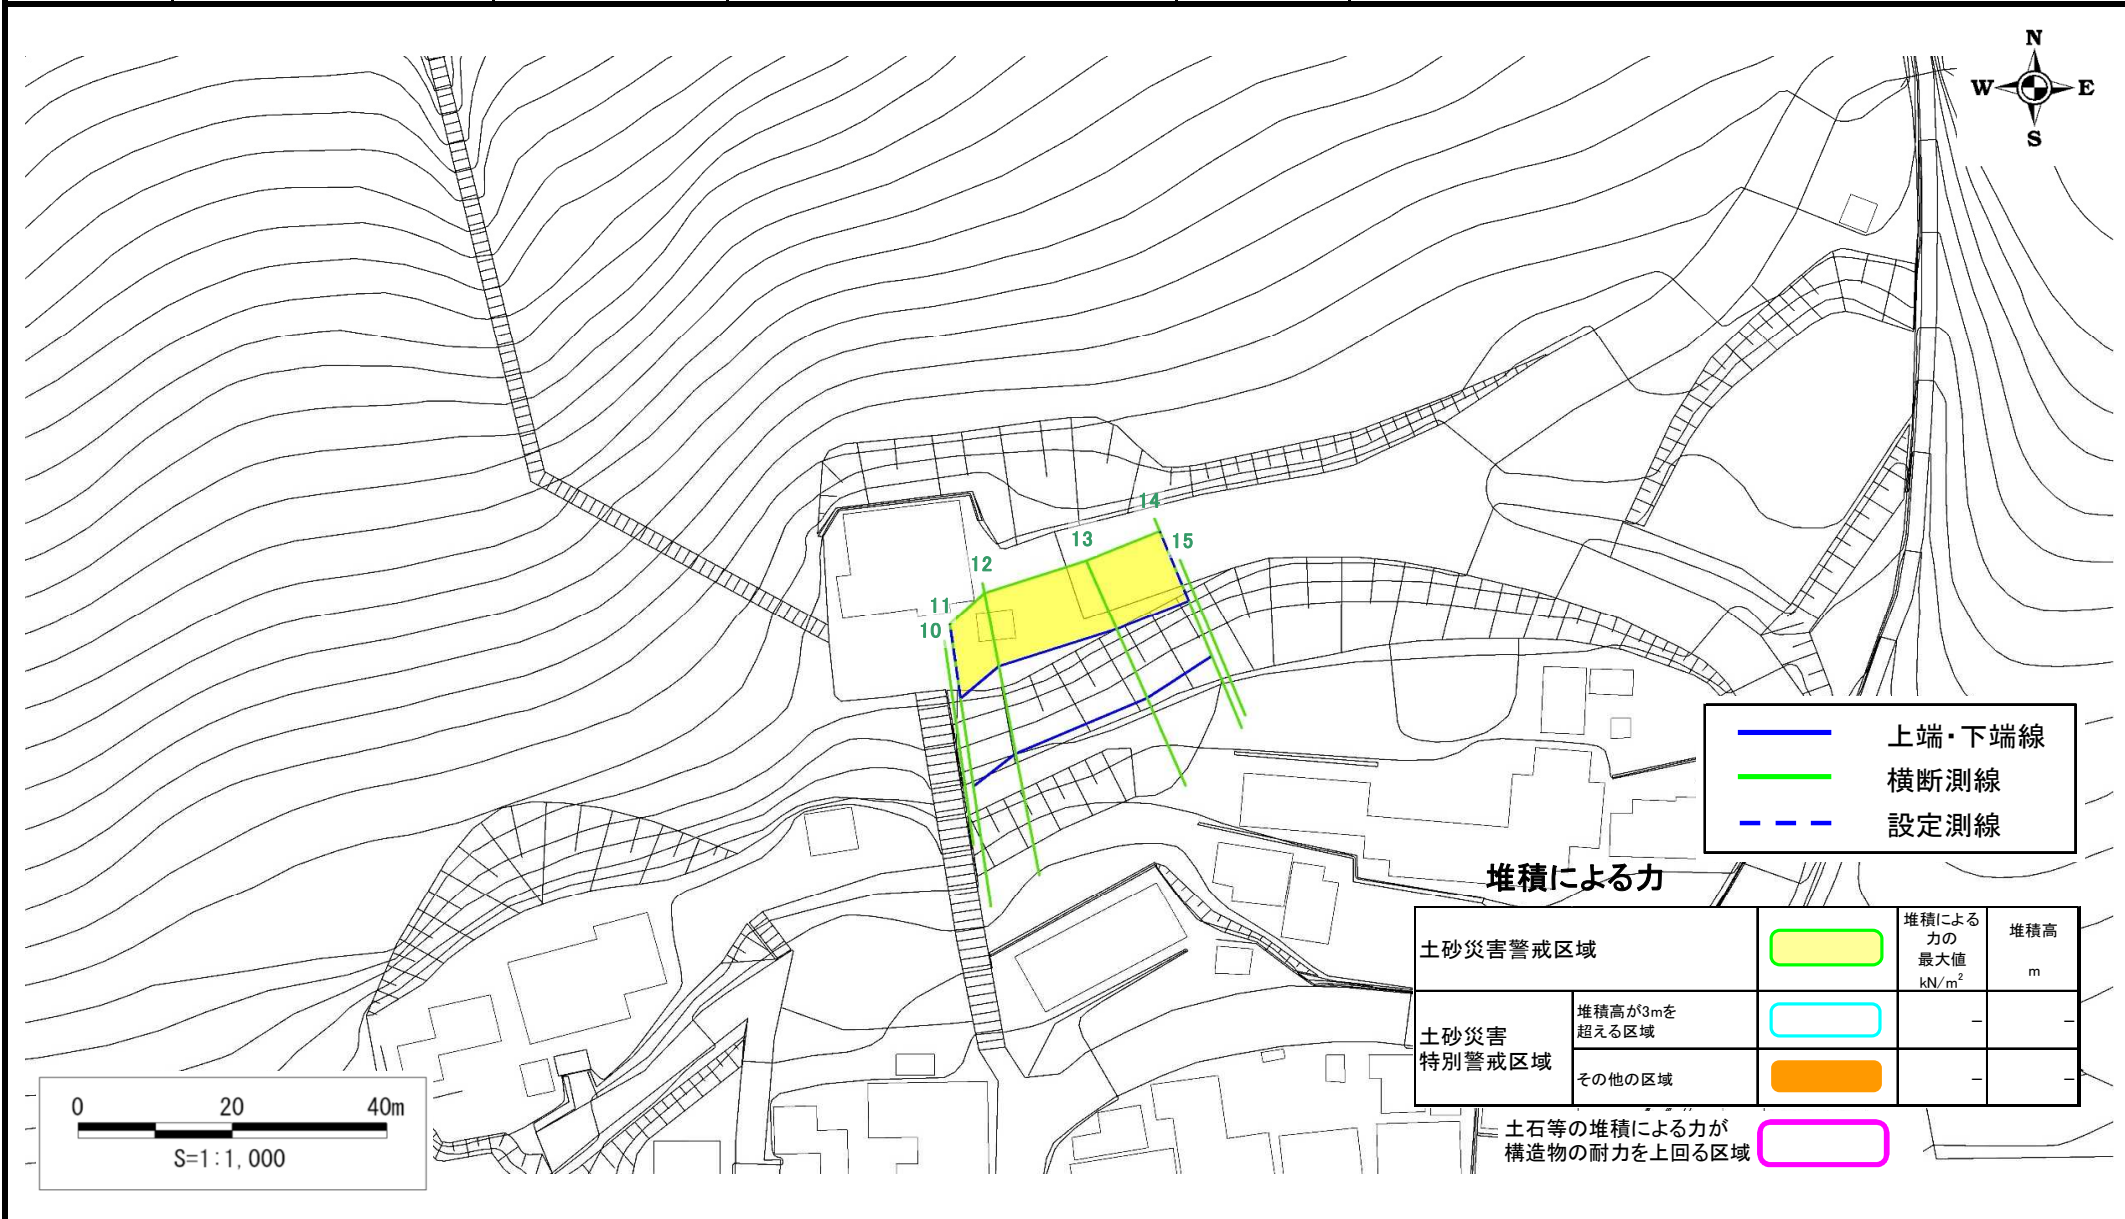 N
W
E
S
14
13
15
12
11
10
上端・下端線
横断測線
設定測線
堆積による力
土砂災害警戒区域
堆積による
力の
最大値
kN/m²
堆積高
m
土砂災害
特別警戒区域
堆積高が3mを
超える区域
－
－
その他の区域
－
－
土石等の堆積による力が
構造物の耐力を上回る区域
0 20 40m
S=1:1,000